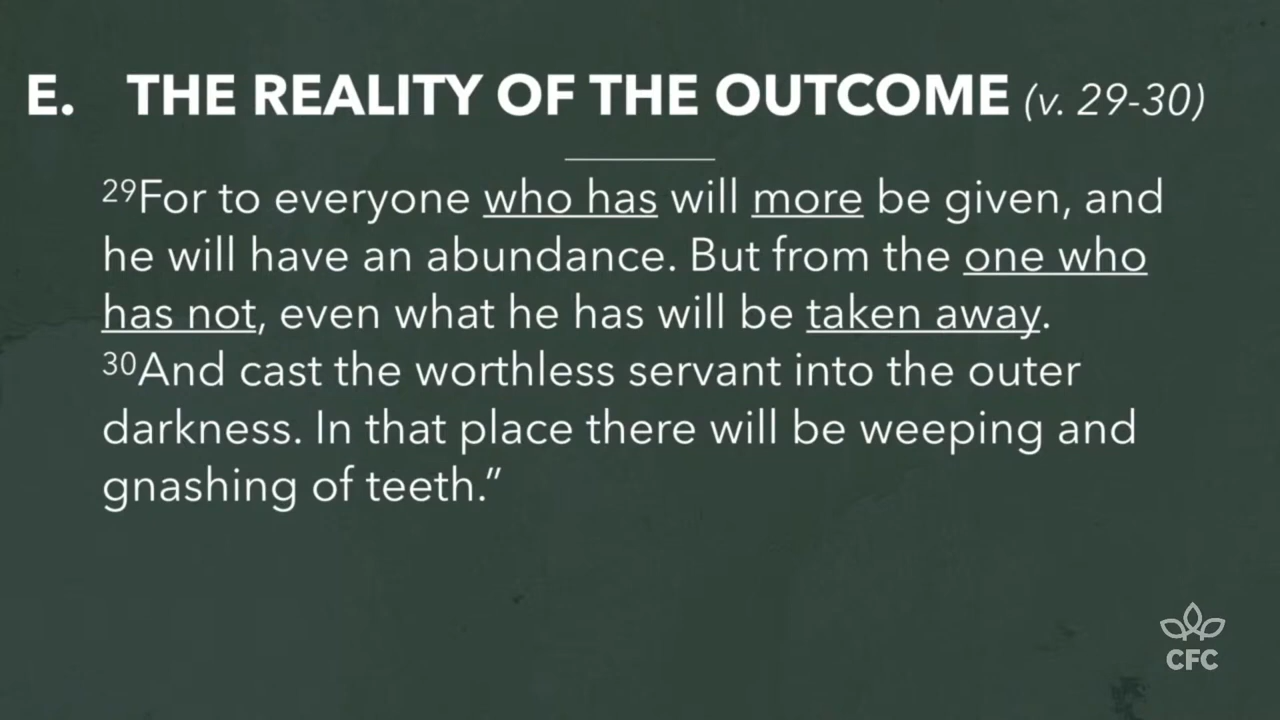 E. THE REALITY OF THE OUTCOME (v. 29-30)
29For to everyone who has will more be given, and
he will have an abundance. But from the one who
has not, even what he has will be taken away.
30And cast the worthless servant into the outer
darkness. In that place there will be weeping and
gnashing of teeth.”
CFC